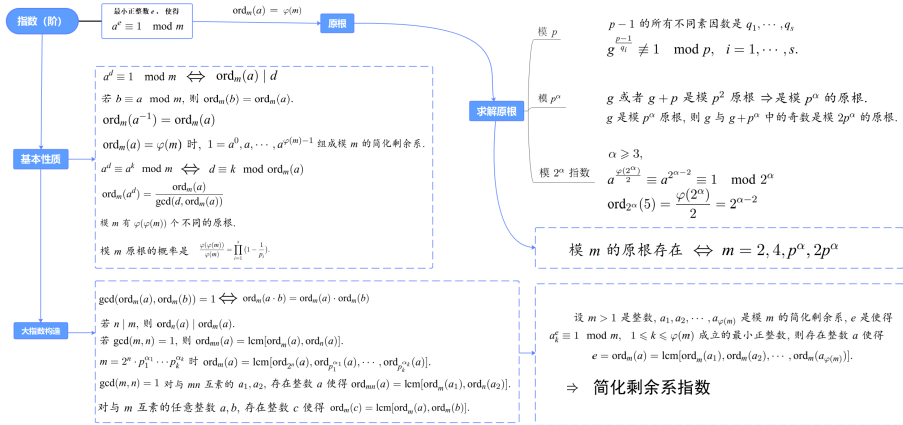 指数（阶）
最小正整数 e，使得
a^e ≡ 1 mod m
ord_m(a) = φ(m)
原根
求解原根
模 p
p − 1 的所有不同素因数是 q_1, ⋯, q_s
g^{\frac{p−1}{q_i}} ≢ 1 mod p, i = 1, ⋯, s.
模 p^α
g 或者 g + p 是模 p^2 原根 ⇒是模 p^α 的原根.
g 是模 p^α 原根, 则 g 与 g+p^α 中的奇数是模 2p^α 的原根.
模 2^α 指数
α ⩾ 3,
a^{\frac{φ(2^α)}{2}} ≡ a^{2^{α−2}} ≡ 1 mod 2^α
ord_{2^α}(5) = \frac{φ(2^α)}{2} = 2^{α−2}
模 m 的原根存在 ⇔ m = 2, 4, p^α, 2p^α
基本性质
a^d ≡ 1 mod m ⇔ ord_m(a) | d
若 b ≡ a mod m, 则 ord_m(b) = ord_m(a).
ord_m(a^{−1}) = ord_m(a)
ord_m(a) = φ(m) 时, 1 = a^0, a, ⋯, a^{φ(m)−1} 组成模 m 的简化剩余系.
a^d ≡ a^k mod m ⇔ d ≡ k mod ord_m(a)
ord_m(a^d) = \frac{ord_m(a)}{gcd(d, ord_m(a))}
模 m 有 φ(φ(m)) 个不同的原根.
模 m 原根的概率是 \frac{φ(φ(m))}{φ(m)} = ∏_{i=1}(1 − \frac{1}{p_i}).
大指数构造
gcd(ord_m(a), ord_m(b)) = 1 ⇔ ord_m(a · b) = ord_m(a) · ord_m(b)
若 n | m, 则 ord_n(a) | ord_m(a).
若 gcd(m, n) = 1, 则 ord_{mn}(a) = lcm[ord_m(a), ord_n(a)].
m = 2^n · p_1^{α_1} ⋯ p_k^{α_k} 时 ord_m(a) = lcm[ord_{2^n}(a), ord_{p_1^{α_1}}(a), ⋯, ord_{p_k^{α_k}}(a)].
gcd(m, n) = 1 对与 mn 互素的 a_1, a_2, 存在整数 a 使得 ord_{mn}(a) = lcm[ord_m(a_1), ord_n(a_2)].
对与 m 互素的任意整数 a, b, 存在整数 c 使得 ord_m(c) = lcm[ord_m(a), ord_m(b)].
设 m > 1 是整数, a_1, a_2, ⋯, a_{φ(m)} 是模 m 的简化剩余系, e 是使得
a_k^e ≡ 1 mod m, 1 ⩽ k ⩽ φ(m) 成立的最小正整数, 则存在整数 a 使得
e = ord_m(a) = lcm[ord_m(a_1), ord_m(a_2), ⋯, ord_m(a_{φ(m)})].
⇒ 简化剩余系指数